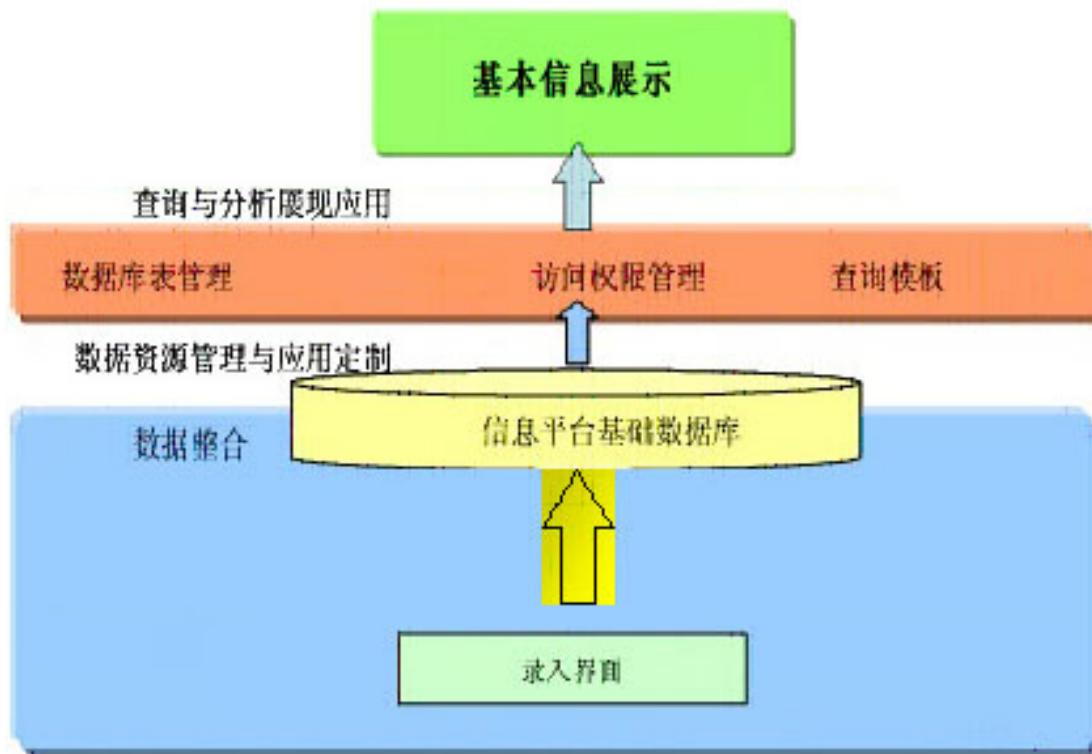 基本信息展示
查询与分析展现应用
数据库表管理 访问权限管理 查询模板
数据资源管理与应用定制
信息平台基础数据库
数据整合
录入界面